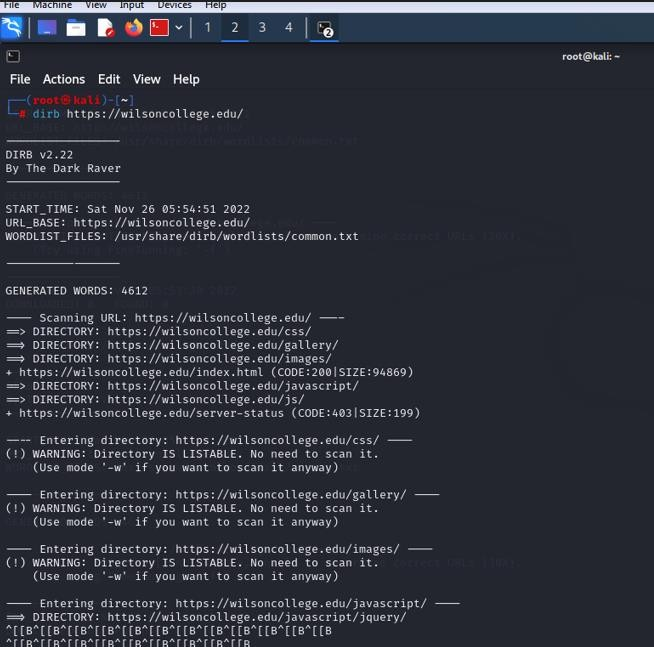 File Machine View Input Devices Help
1 2 3 4 2
root@kali: ~
File Actions Edit View Help
┌──(root㉿kali)-[~]
└─# dirb https://wilsoncollege.edu/
-----------------
DIRB v2.22
By The Dark Raver
-----------------
START_TIME: Sat Nov 26 05:54:51 2022
URL_BASE: https://wilsoncollege.edu/
WORDLIST_FILES: /usr/share/dirb/wordlists/common.txt
-----------------
GENERATED WORDS: 4612
---- Scanning URL: https://wilsoncollege.edu/ ----
==> DIRECTORY: https://wilsoncollege.edu/css/
==> DIRECTORY: https://wilsoncollege.edu/gallery/
==> DIRECTORY: https://wilsoncollege.edu/images/
+ https://wilsoncollege.edu/index.html (CODE:200|SIZE:94869)
==> DIRECTORY: https://wilsoncollege.edu/javascript/
==> DIRECTORY: https://wilsoncollege.edu/js/
+ https://wilsoncollege.edu/server-status (CODE:403|SIZE:199)
---- Entering directory: https://wilsoncollege.edu/css/ ----
(!) WARNING: Directory IS LISTABLE. No need to scan it.
(Use mode '-w' if you want to scan it anyway)
---- Entering directory: https://wilsoncollege.edu/gallery/ ----
(!) WARNING: Directory IS LISTABLE. No need to scan it.
(Use mode '-w' if you want to scan it anyway)
---- Entering directory: https://wilsoncollege.edu/images/ ----
(!) WARNING: Directory IS LISTABLE. No need to scan it.
(Use mode '-w' if you want to scan it anyway)
---- Entering directory: https://wilsoncollege.edu/javascript/ ----
==> DIRECTORY: https://wilsoncollege.edu/javascript/jquery/
^[[B^[[B^[[B^[[B^[[B^[[B^[[B^[[B^[[B^[[B^[[B^[[B
^[[B^[[B^[[B^[[B^[[B^[[B^[[B^[[B^[[B